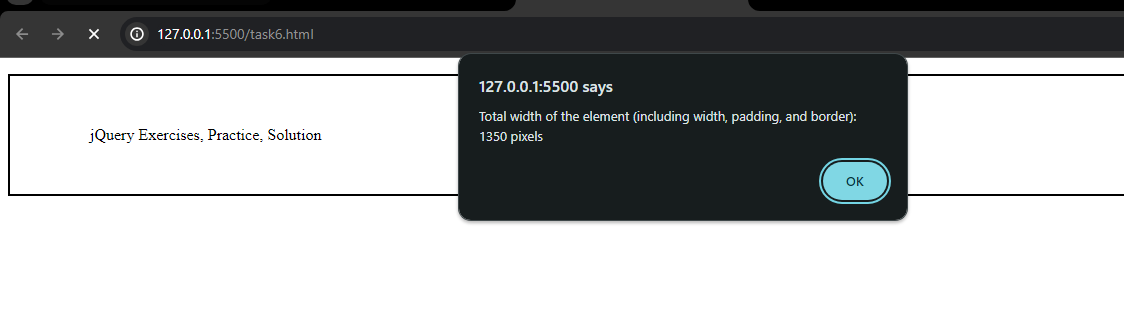 127.0.0.1:5500/task6.html
127.0.0.1:5500 says
Total width of the element (including width, padding, and border):
1350 pixels
jQuery Exercises, Practice, Solution
OK